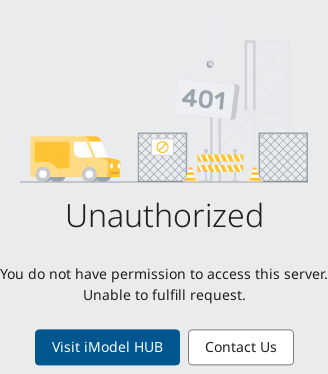 401
Unauthorized
You do not have permission to access this server.
Unable to fulfill request.
Visit iModel HUB
Contact Us